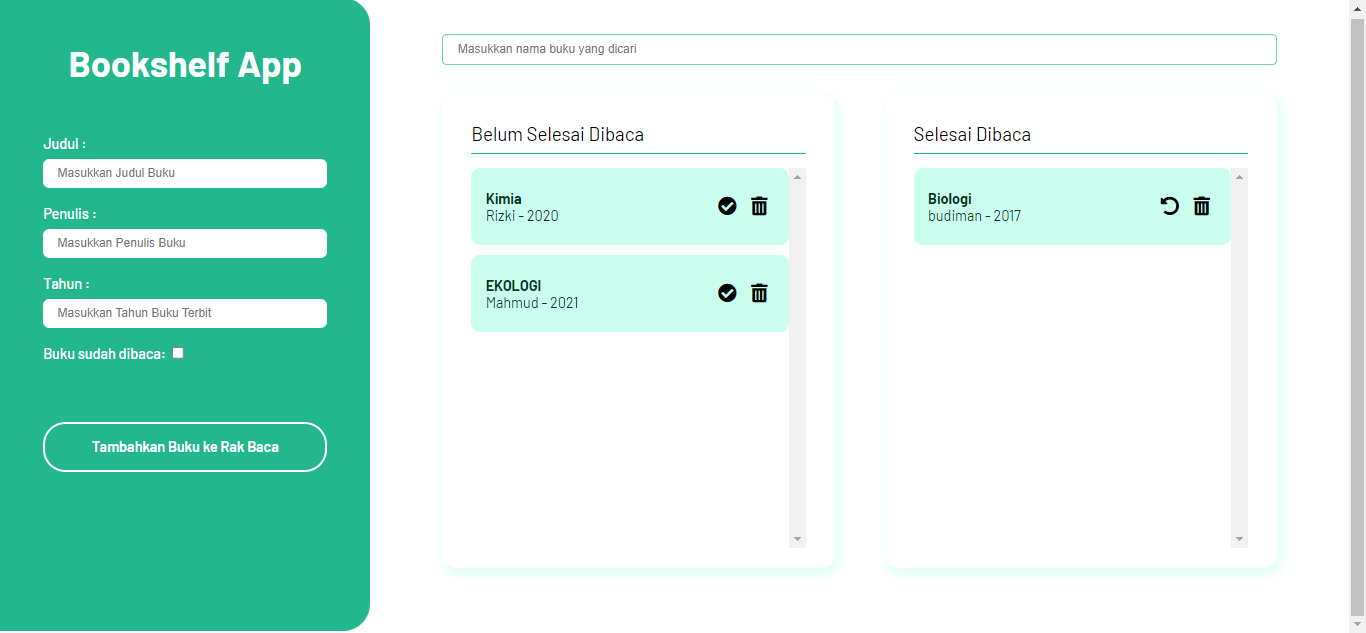 Bookshelf App
Judul :
Masukkan Judul Buku
Penulis :
Masukkan Penulis Buku
Tahun :
Masukkan Tahun Buku Terbit
Buku sudah dibaca:
Tambahkan Buku ke Rak Baca
Masukkan nama buku yang dicari
Belum Selesai Dibaca
Kimia
Rizki - 2020
EKOLOGI
Mahmud - 2021
Selesai Dibaca
Biologi
budiman - 2017